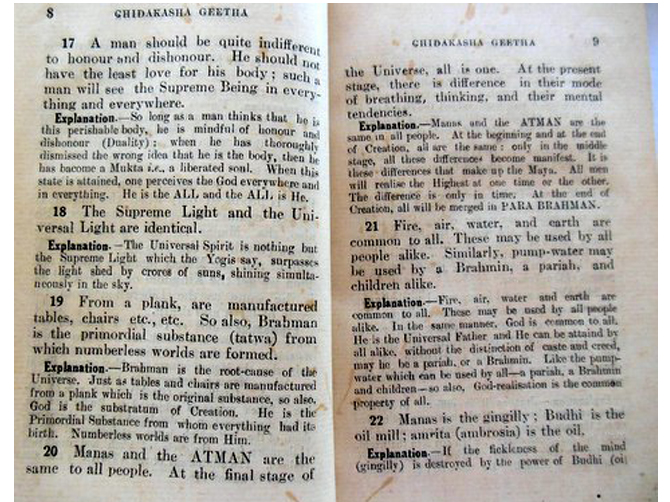 8 CHIDAKASHA GEETHA
17 A man should be quite indifferent
to honour and dishonour. He should not
have the least love for his body; such a
man will see the Supreme Being in every-
thing and everywhere.
Explanation.—So long as a man thinks that he is
this perishable body, he is mindful of honour and
dishonour (Duality); when he has thoroughly
dismissed the wrong idea that he is the body, then he
has bacome a Mukta i.e., a liberated soul. When this
state is attained, one perceives the God everywhere and
in everything. He is the ALL and the ALL is He.
18 The Supreme Light and the Uni-
versal Light are identical.
Explanation.—The Universal Spirit is nothing but
the Supreme Light which the Yogis say, surpasses
the light shed by crores of suns, shining simulta-
neously in the sky.
19 From a plank, are manufactured
tables, chairs etc., etc. So also, Brahman
is the primordial substance (tatwa) from
which numberless worlds are formed.
Explanation.—Brahman is the root-cause of the
Universe. Just as tables and chairs are manufactured
from a plank which is the original substance, so also,
God is the substratum of Creation. He is the
Primordial Substance from whom everything had its
birth. Numberless worlds are from Him.
20 Manas and the ATMAN are the
same to all people. At the final stage of
CHIDAKASHA GEETHA 9
the Universe, all is one. At the present
stage, there is difference in their mode
of breathing, thinking, and their mental
tendencies.
Explanation.—Manas and the ATMAN are the
same in all people. At the beginning and at the end
of Creation, all are the same: only in the middle
stage, all these differences become manifest. It is
these differences that make up the Maya. All men
will realise the Highest at one time or the other.
The difference is only in time. At the end of
Creation, all will be merged in PARA BRAHMAN.
21 Fire, air, water, and earth are
common to all. These may be used by all
people alike. Similarly, pump-water may
be used by a Brahmin, a pariah, and
children alike.
Explanation.—Fire, air, water and earth are
common to all. These may be used by all people
alike. In the same manner, God is common to all.
He is the Universal Father and He can be attained by
all alike, without the distinction of caste and creed,
may he be a pariah, or a Brahmin. Like the pump-
water which can be used by all—a pariah, a Brahmin
and children—so also, God-realisation is the common
property of all.
22 Manas is the gingilly; Budhi is the
oil mill; amrita (ambrosia) is the oil.
Explanation.—If the fickleness of the mind
(gingilly) is destroyed by the power of Budhi (oi